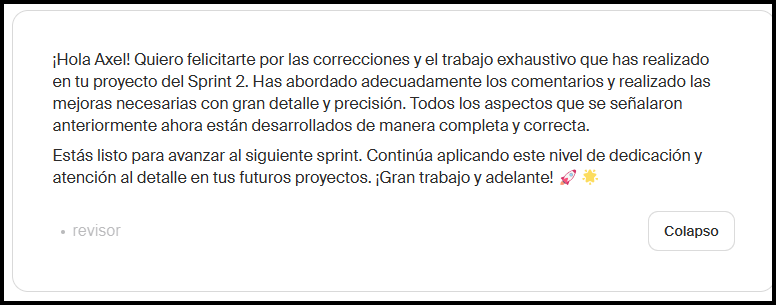 ¡Hola Axel! Quiero felicitarte por las correcciones y el trabajo exhaustivo que has realizado
en tu proyecto del Sprint 2. Has abordado adecuadamente los comentarios y realizado las
mejoras necesarias con gran detalle y precisión. Todos los aspectos que se señalaron
anteriormente ahora están desarrollados de manera completa y correcta.
Estás listo para avanzar al siguiente sprint. Continúa aplicando este nivel de dedicación y
atención al detalle en tus futuros proyectos. ¡Gran trabajo y adelante! 🚀 🌟
• revisor
Colapso